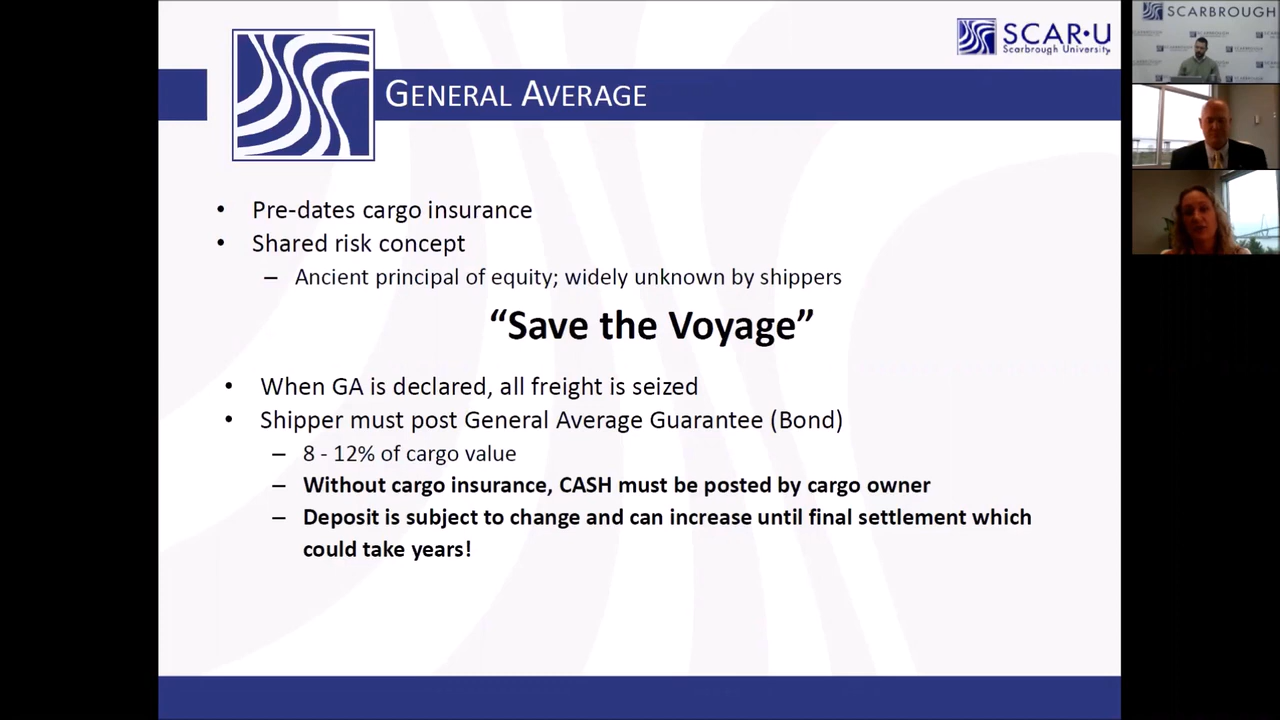 SCAR•U
Scarbrough University
SCARBROUGH
GENERAL AVERAGE
• Pre-dates cargo insurance
• Shared risk concept
– Ancient principal of equity; widely unknown by shippers
“Save the Voyage”
• When GA is declared, all freight is seized
• Shipper must post General Average Guarantee (Bond)
– 8 - 12% of cargo value
– Without cargo insurance, CASH must be posted by cargo owner
– Deposit is subject to change and can increase until final settlement which
could take years!